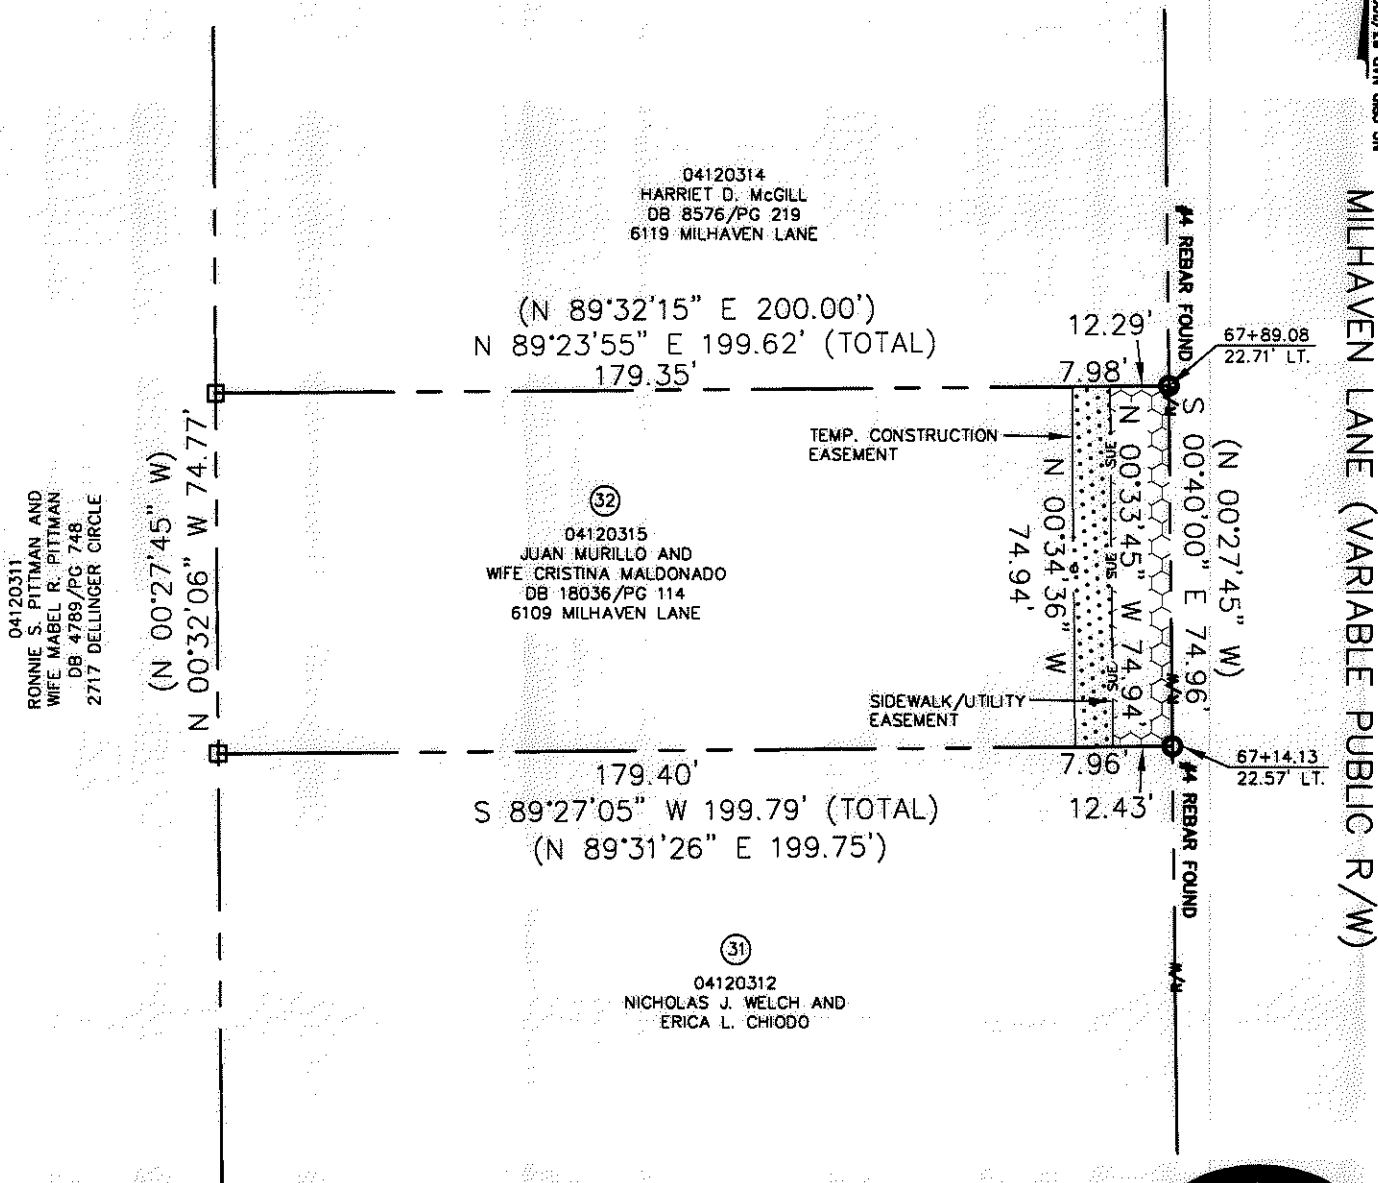 04120314
HARRIET D. McGILL
DB 8576/PG 219
6119 MILHAVEN LANE
(N 89°32'15" E 200.00')
N 89°23'55" E 199.62' (TOTAL)
179.35'
12.29'
7.98'
#4 REBAR FOUND
67+89.08
22.71' LT.
MILHAVEN LANE (VARIABLE PUBLIC R/W)
TEMP. CONSTRUCTION
EASEMENT
32
04120315
JUAN MURILLO AND
WIFE CRISTINA MALDONADO
DB 18036/PG 114
6109 MILHAVEN LANE
04120311
RONNIE S. PITTMAN AND
WIFE MABEL R. PITTMAN
DB 4789/PG 748
2717 DELLINGER CIRCLE
(N 00°27'45" W)
N 00°32'06" W 74.77'
N 00°34'36" W
74.94'
SUE
SUE
SUE
N 00°33'45" W 74.94'
S 00°40'00" E 74.96'
(N 00°27'45" W)
R/W
R/W
SIDEWALK/UTILITY
EASEMENT
179.40'
S 89°27'05" W 199.79' (TOTAL)
(N 89°31'26" E 199.75')
7.96'
12.43'
67+14.13
22.57' LT.
#4 REBAR FOUND
R/W
31
04120312
NICHOLAS J. WELCH AND
ERICA L. CHIODO